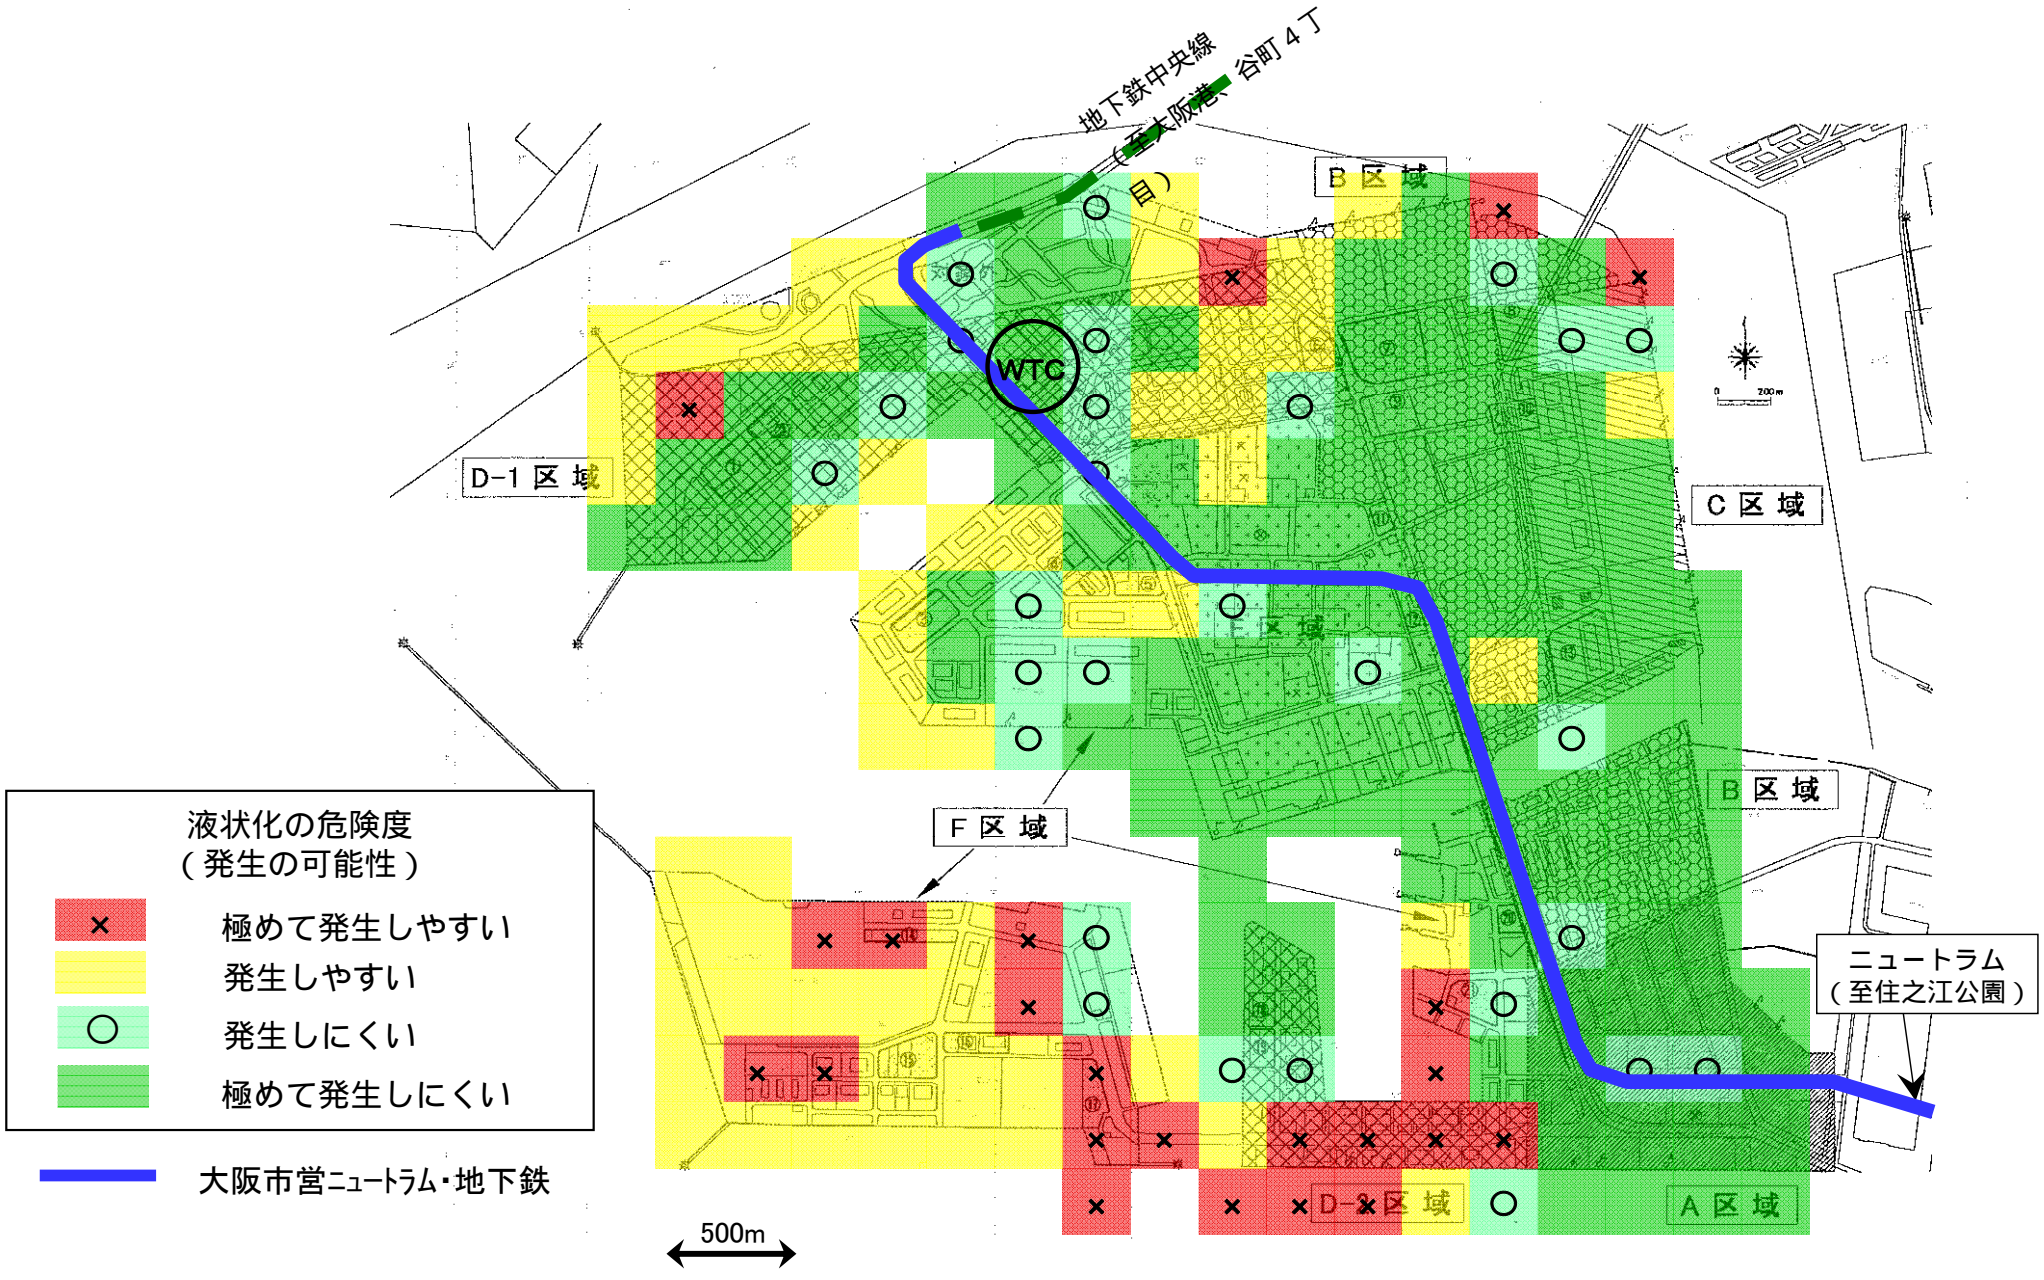 地下鉄中央線
（至大阪港、谷町４丁
目）
B 区 域
WTC
0 200m
D-1 区 域
C 区 域
区 域
B 区 域
F 区 域
液状化の危険度
（発生の可能性）
× 極めて発生しやすい
発生しやすい
○ 発生しにくい
極めて発生しにくい
ニュートラム
（至住之江公園）
大阪市営ニュートラム・地下鉄
D-2 区 域
A 区 域
500m